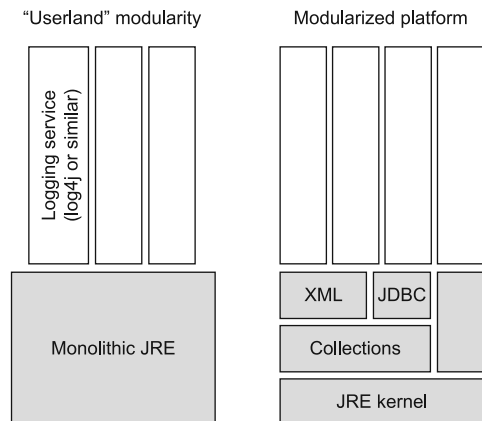 “Userland” modularity
Modularized platform
Logging service
(log4j or similar)
XML
JDBC
Monolithic JRE
Collections
JRE kernel